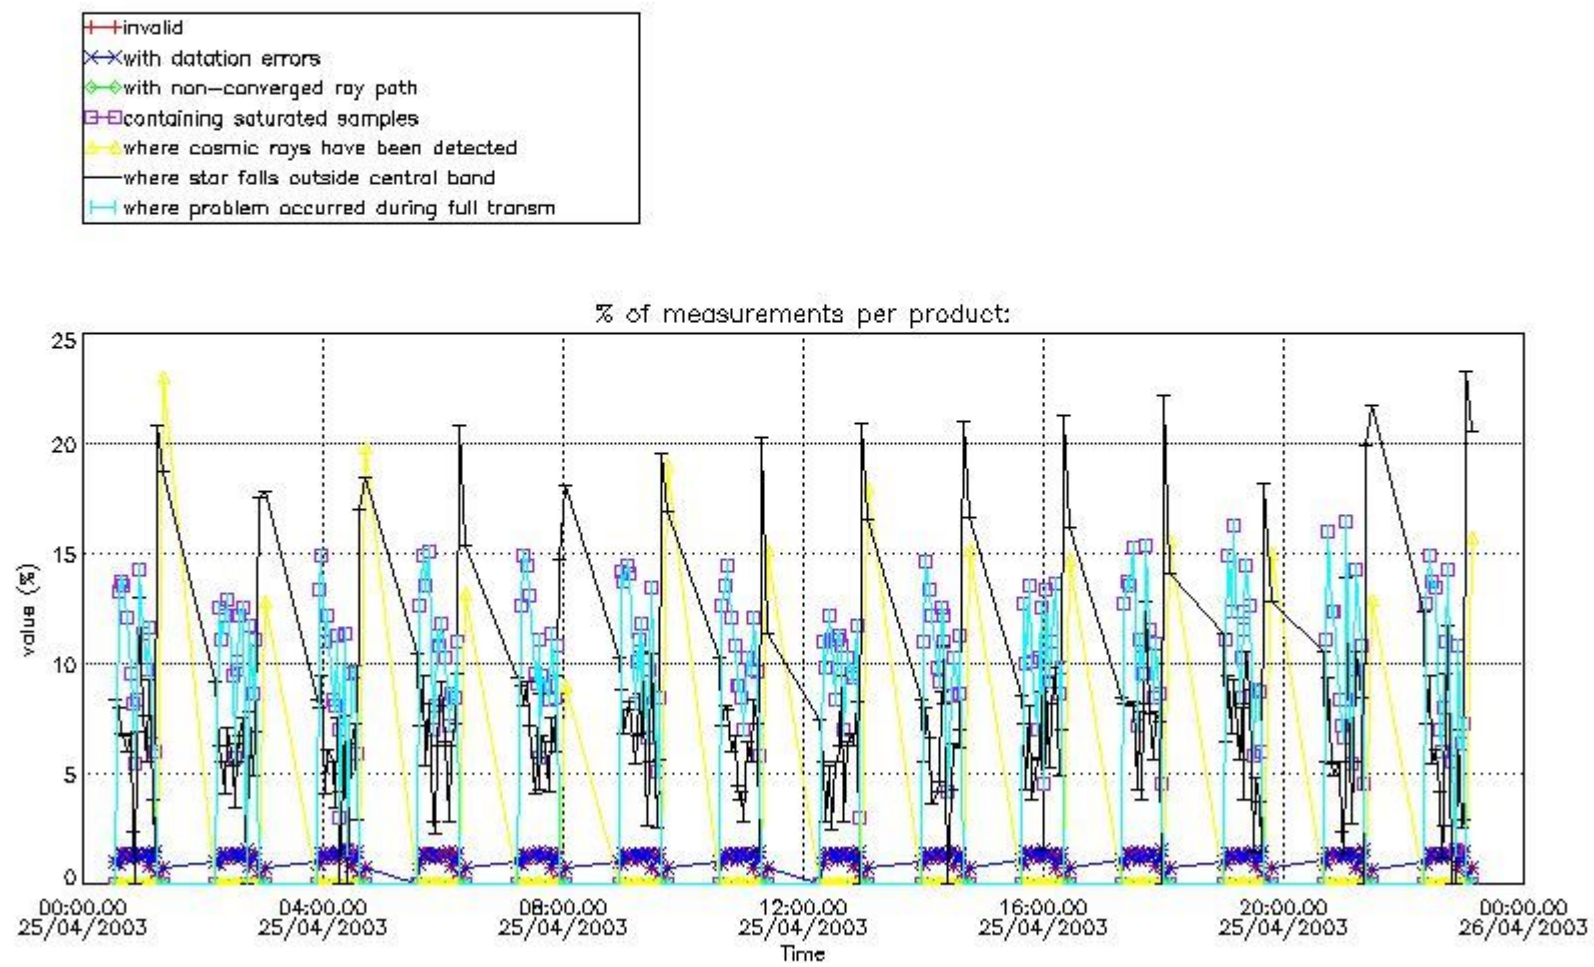 invalid
with datation errors
with non-converged ray path
containing saturated samples
where cosmic rays have been detected
where star falls outside central band
where problem occurred during full transm
% of measurements per product:
25
20
15
10
5
0
value (%)
00:00:00 04:00:00 08:00:00 12:00:00 16:00:00 20:00:00 00:00:00
25/04/2003 25/04/2003 25/04/2003 25/04/2003 25/04/2003 25/04/2003 26/04/2003
Time